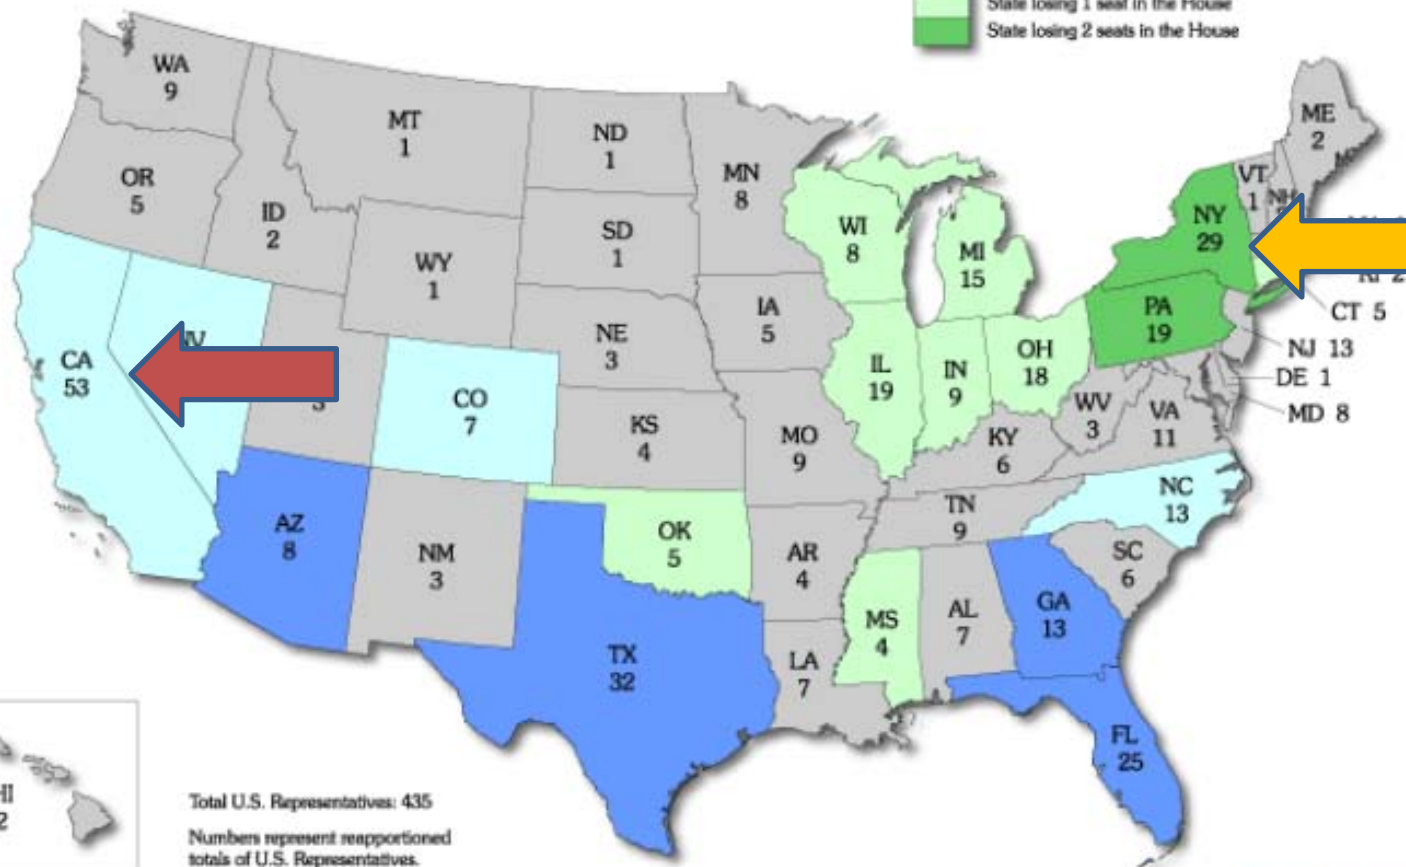 State losing 1 seat in the House
State losing 2 seats in the House
WA
9
MT
1
ND
1
MN
8
ME
2
OR
5
ID
2
SD
1
WI
8
MI
15
VT
1
NH
NY
29
WY
1
CT 5
IA
5
PA
19
NJ 13
DE 1
MD 8
CA
53
NE
3
IL
19
IN
9
OH
18
CO
7
KS
4
MO
9
KY
6
WV
3
VA
11
AZ
8
NM
3
OK
5
AR
4
TN
9
NC
13
SC
6
TX
32
LA
7
MS
4
AL
7
GA
13
FL
25
HI
2
Total U.S. Representatives: 435
Numbers represent reapportioned
totals of U.S. Representatives.